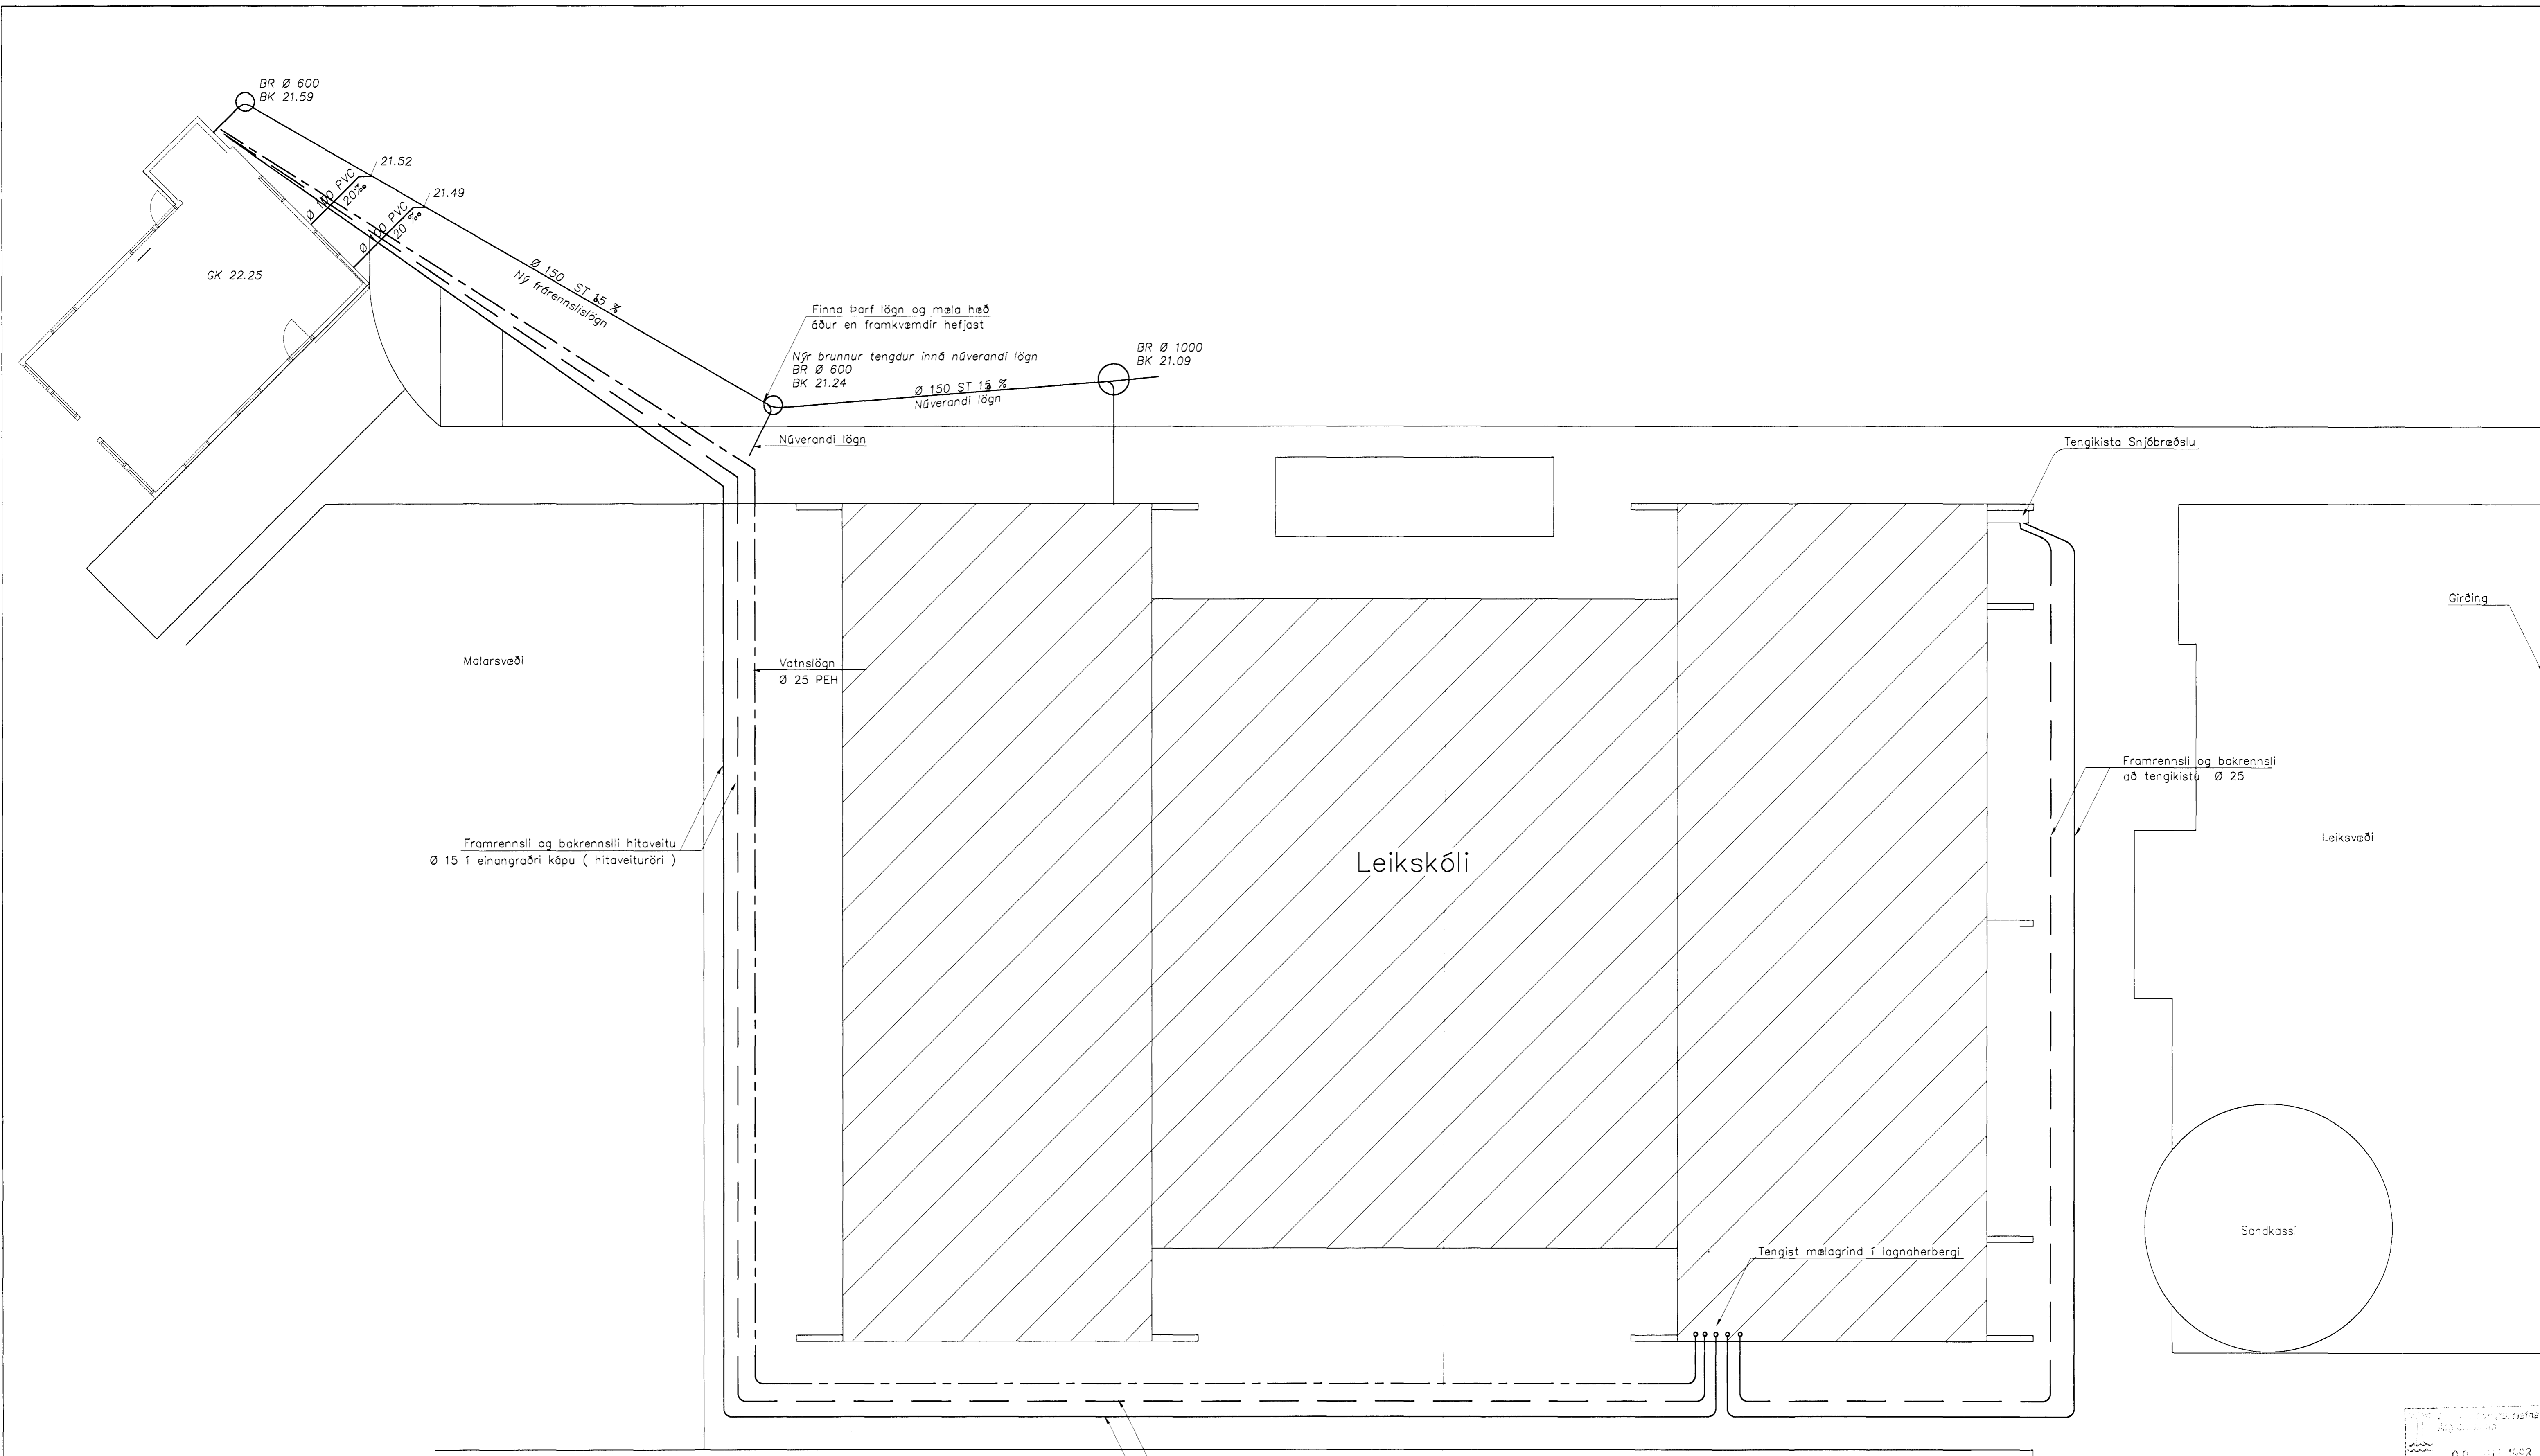 BR Ø 600
BK 21.59
21.52
21.49
Ø 100 PVC
20‰
Ø 100 PVC
20 ‰
GK 22.25
Ø 150 ST 15 ‰
Ný frárennslislögn
Finna Þarf lögn og mæla hæð
áður en framkvæmdir hefjast
Nýr brunnur tengdur inná núverandi lögn
BR Ø 600
BK 21.24
BR Ø 1000
BK 21.09
Ø 150 ST 15 ‰
Núverandi lögn
Núverandi lögn
Tengikista Snjóbræðslu
Girðing
Malarsvæði
Vatnslögn
Ø 25 PEH
Framrennsli og bakrennsli
að tengikistu Ø 25
Framrennsli og bakrennslli hitaveitu
Ø 15 í einangraðri kápu ( hitaveituröri )
Leikskóli
Leiksvæði
Sandkassi
Tengist mælagrind í lagnaherbergi
1993